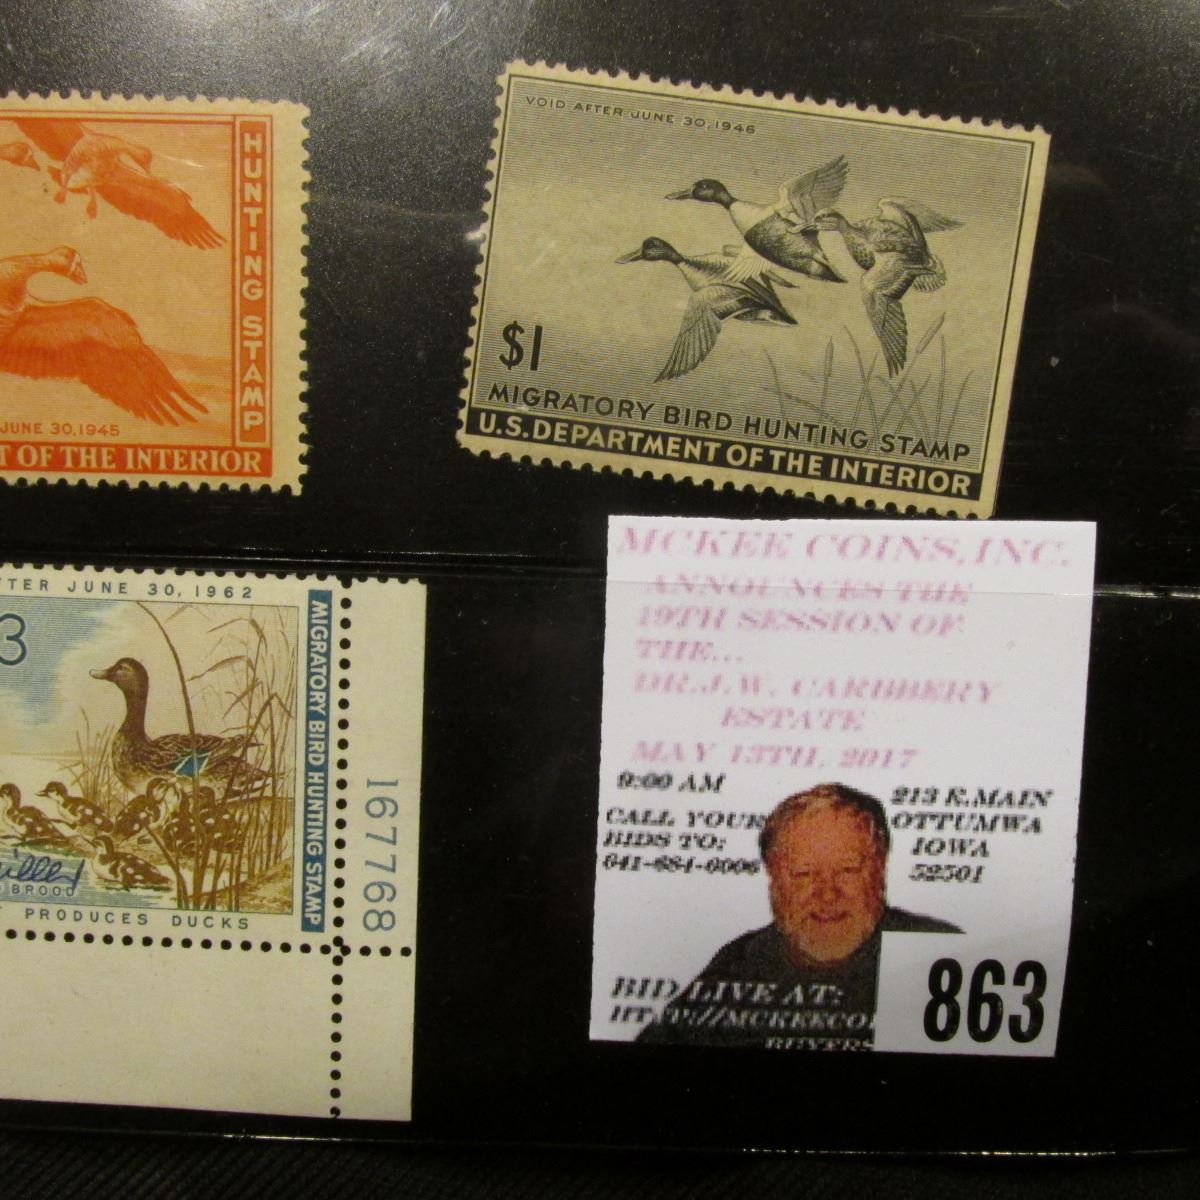 HUNTING STAMP
JUNE 30, 1945
T OF THE INTERIOR
VOID AFTER JUNE 30, 1946
$1
MIGRATORY BIRD HUNTING STAMP
U.S. DEPARTMENT OF THE INTERIOR
TER JUNE 30, 1962
3
MIGRATORY BIRD HUNTING STAMP
BROOD
PRODUCES DUCKS
167768
MCKEE COINS, INC.
ANNOUNCES THE
19TH SESSION OF
THE...
DR.J.W. CARBBERY
ESTATE
MAY 13TH, 2017
9:00 AM
CALL YOUR
BIDS TO:
641-684-6006
213 E.MAIN
OTTUMWA
IOWA
52501
BID LIVE AT:
863